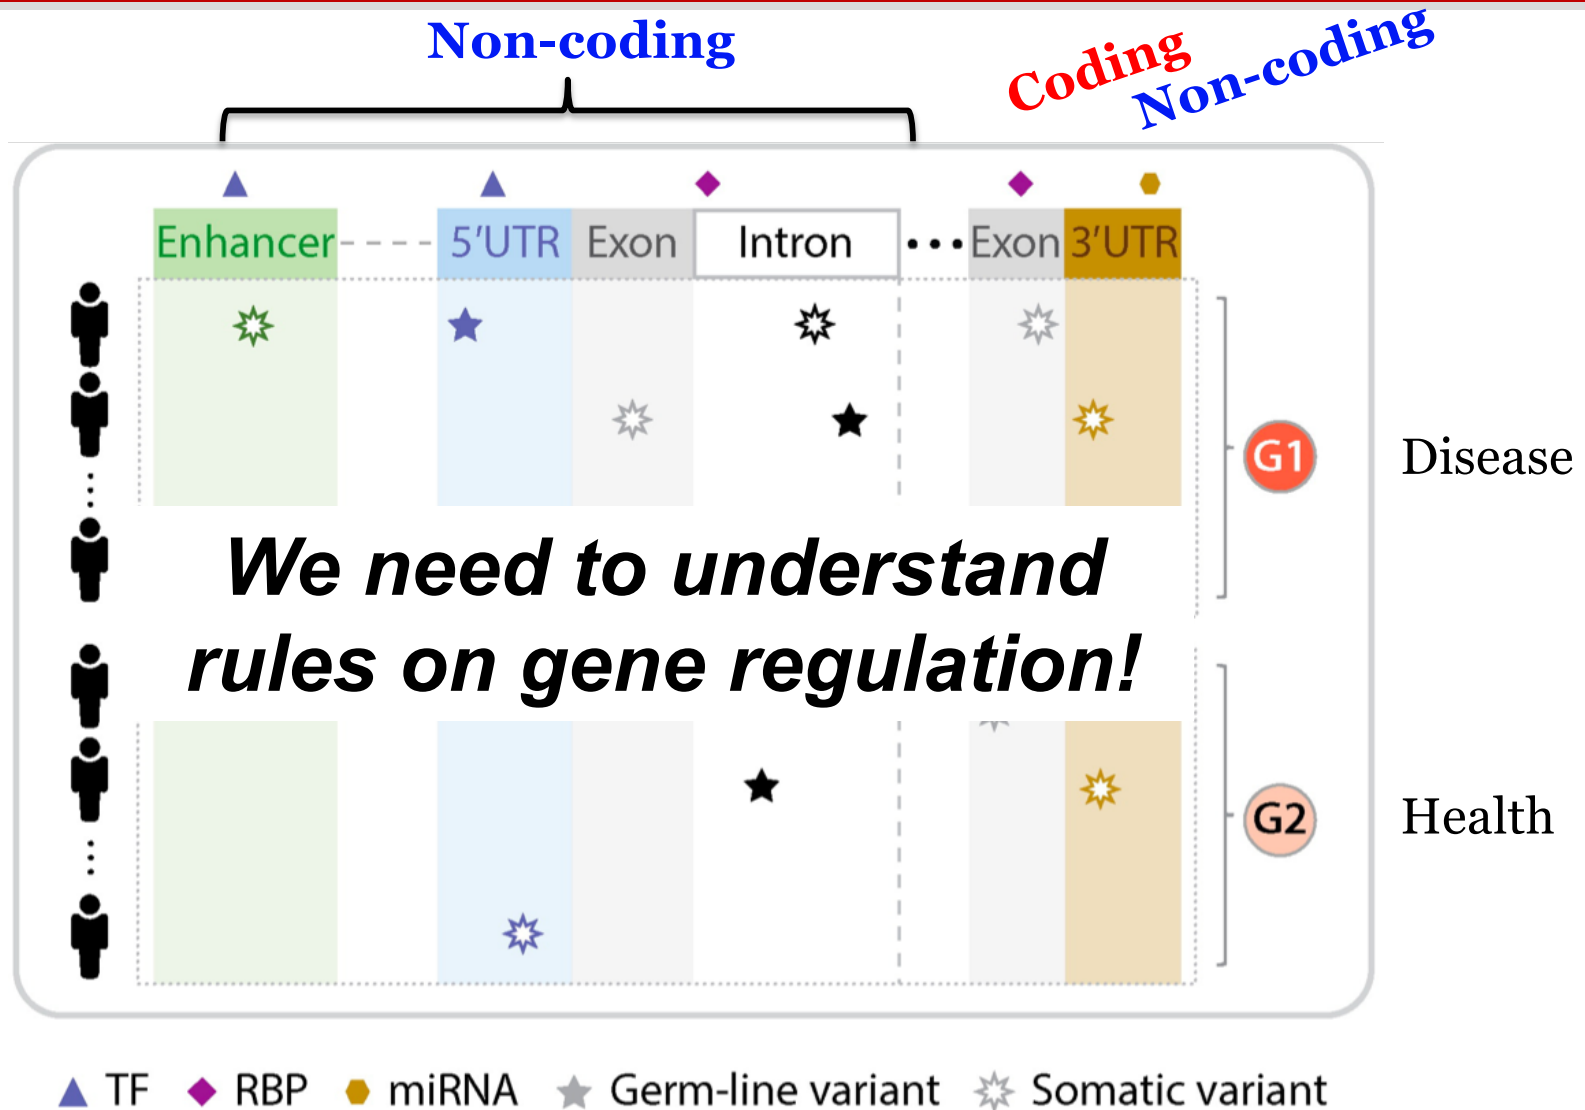 Non-coding
Coding
Non-coding
Enhancer 5'UTR Exon Intron ••• Exon 3'UTR
G1 Disease
We need to understand
rules on gene regulation!
G2 Health
TF RBP miRNA Germ-line variant Somatic variant